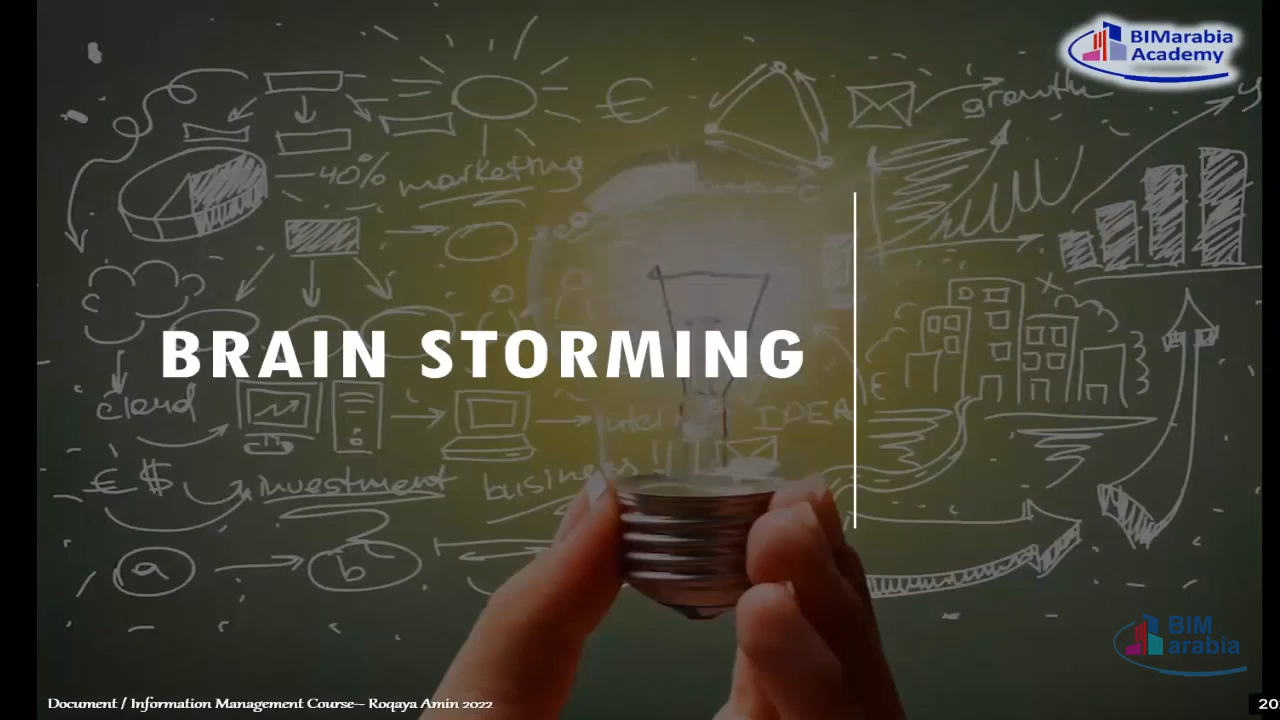 BIMarabia
Academy
growth
40%
marketing
BRAIN STORMING
cloud
IDEA
€ $
investment
business
a
b
BIM
arabia
Document / Information Management Course– Roqaya Amin 2022
20